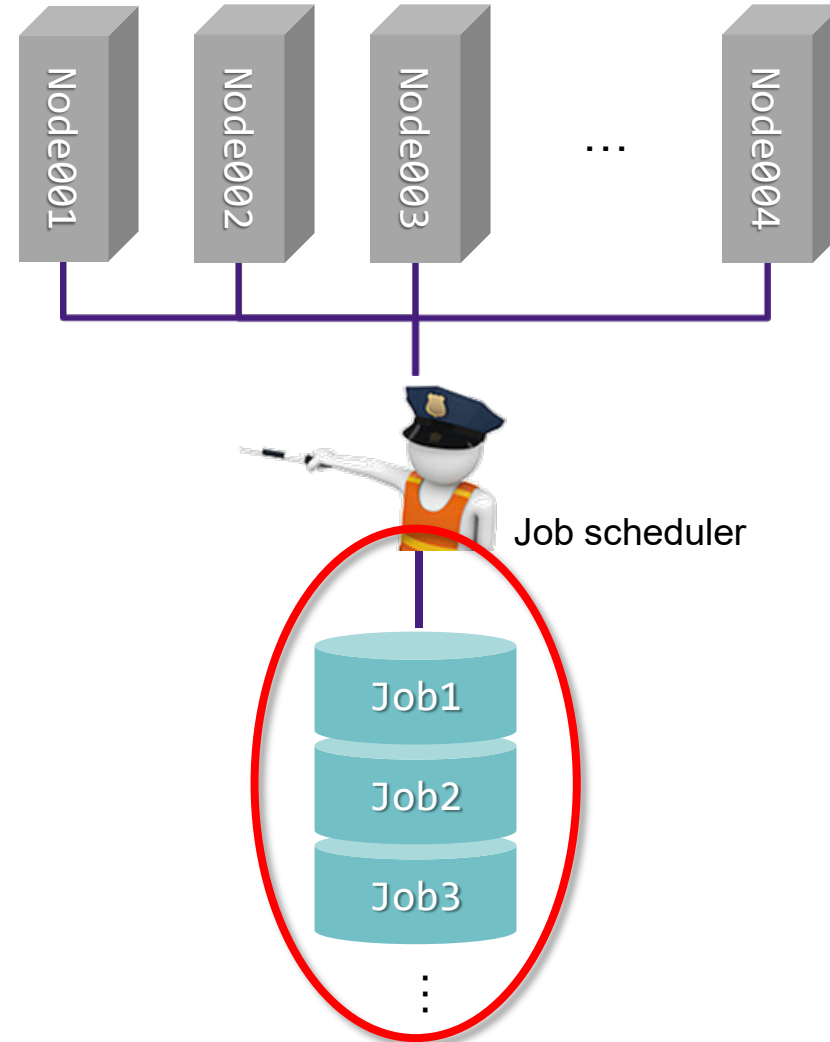 Node001
Node002
Node003
...
Node004
Job scheduler
Job1
Job2
Job3
⋮